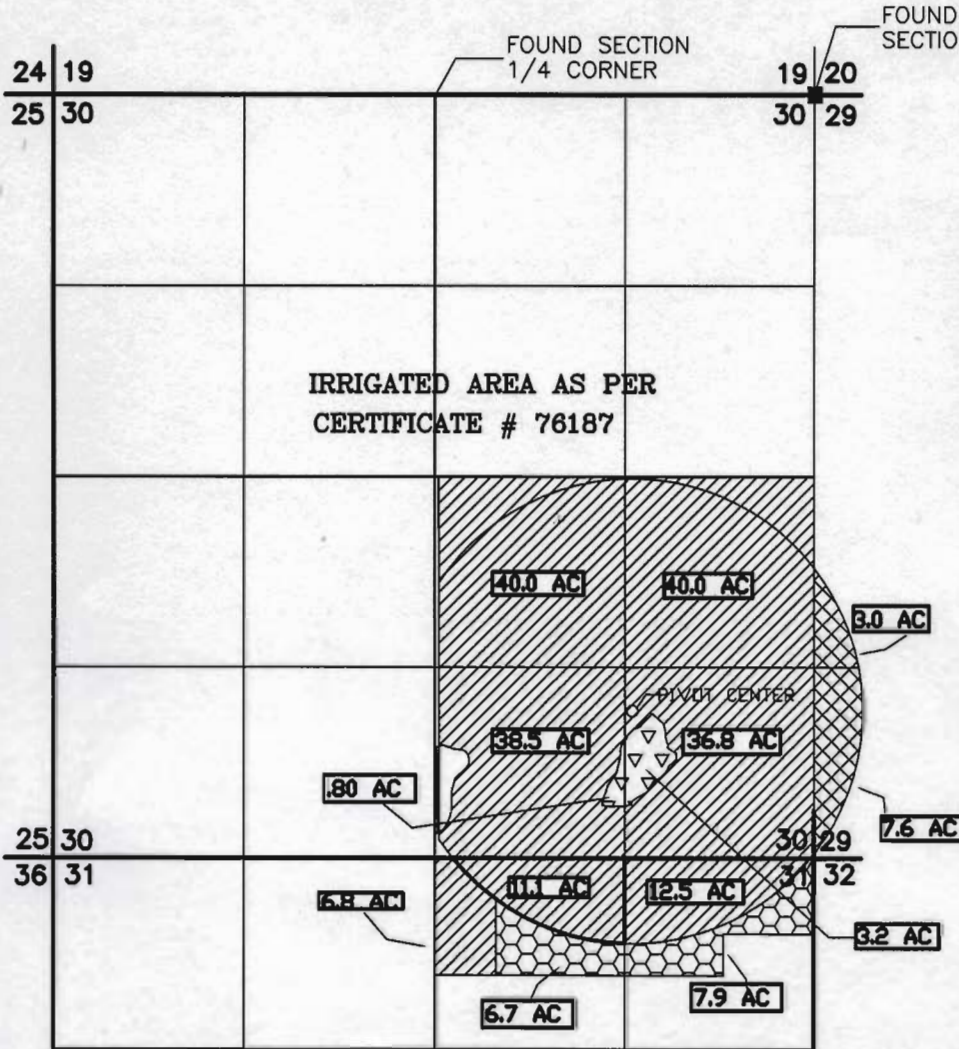 FOUND
SECTIO
FOUND SECTION
1/4 CORNER
24 19
19 20
25 30
30 29
IRRIGATED AREA AS PER
CERTIFICATE # 76187
40.0 AC
40.0 AC
3.0 AC
PIVOT CENTER
38.5 AC
36.8 AC
.80 AC
7.6 AC
25 30
30 29
36 31
31 32
11.1 AC
12.5 AC
6.8 AC
3.2 AC
7.9 AC
6.7 AC